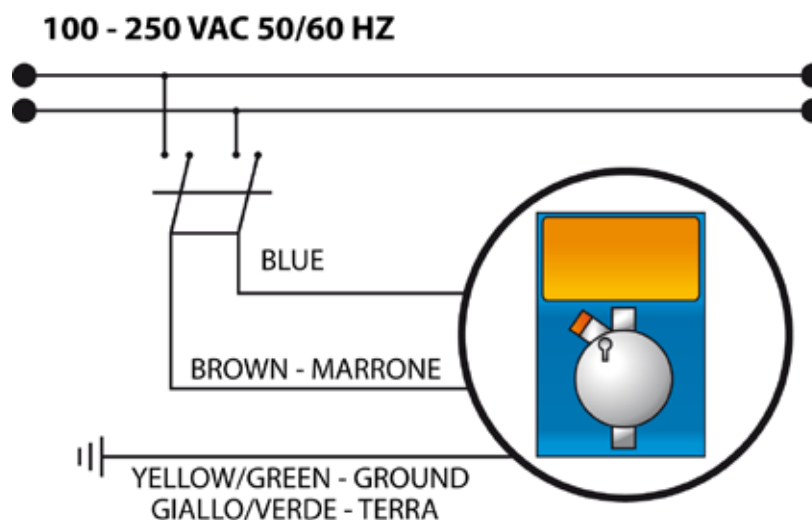 100 - 250 VAC 50/60 HZ
BLUE
BROWN - MARRONE
YELLOW/GREEN - GROUND
GIALLO/VERDE - TERRA